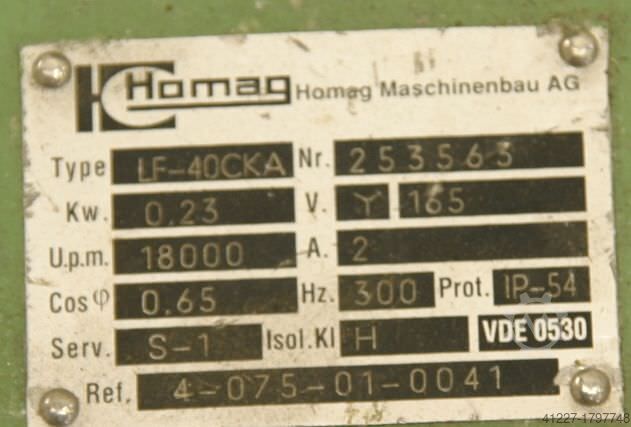 Homag Homag Maschinenbau AG
Type LF-40CKA Nr. 253563
Kw. 0.23 V. Y 165
U.p.m. 18000 A. 2
Cosφ 0.65 Hz. 300 Prot. IP-54
Serv. S-1 Isol.Kl H VDE 0530
Ref. 4-075-01-0041
41227-1797748